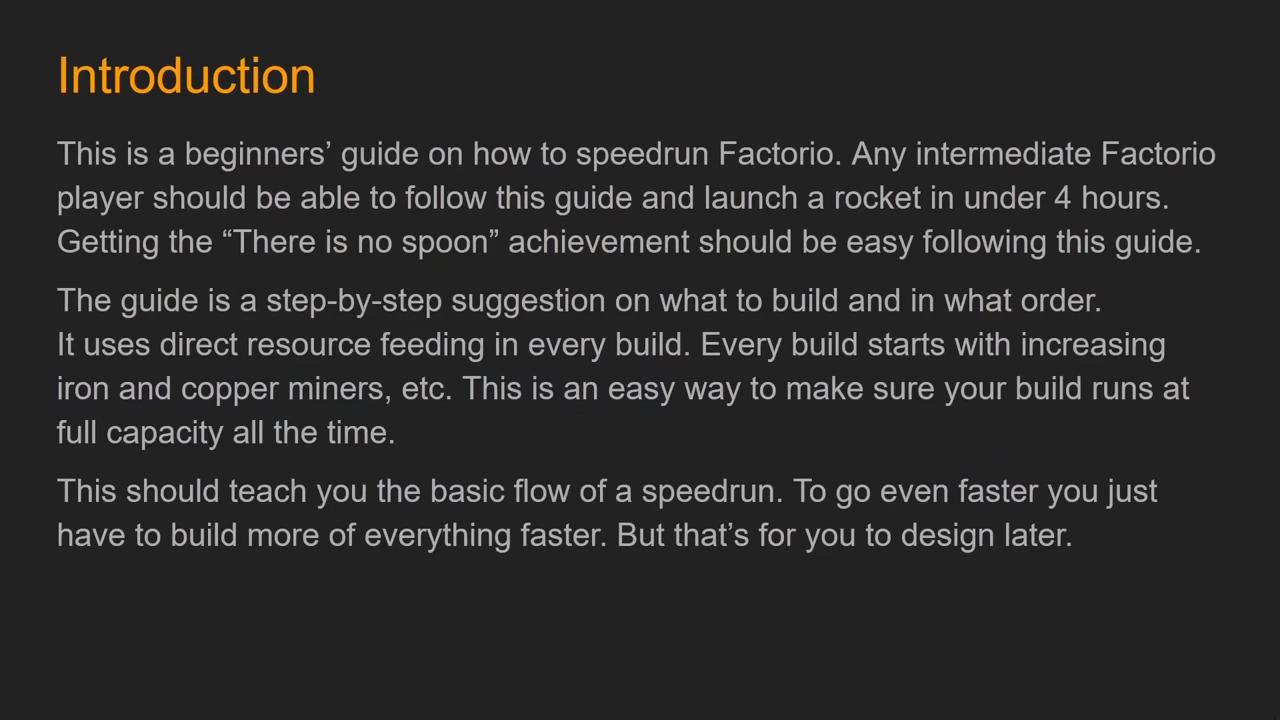 Introduction
This is a beginners’ guide on how to speedrun Factorio. Any intermediate Factorio
player should be able to follow this guide and launch a rocket in under 4 hours.
Getting the “There is no spoon” achievement should be easy following this guide.
The guide is a step-by-step suggestion on what to build and in what order.
It uses direct resource feeding in every build. Every build starts with increasing
iron and copper miners, etc. This is an easy way to make sure your build runs at
full capacity all the time.
This should teach you the basic flow of a speedrun. To go even faster you just
have to build more of everything faster. But that’s for you to design later.